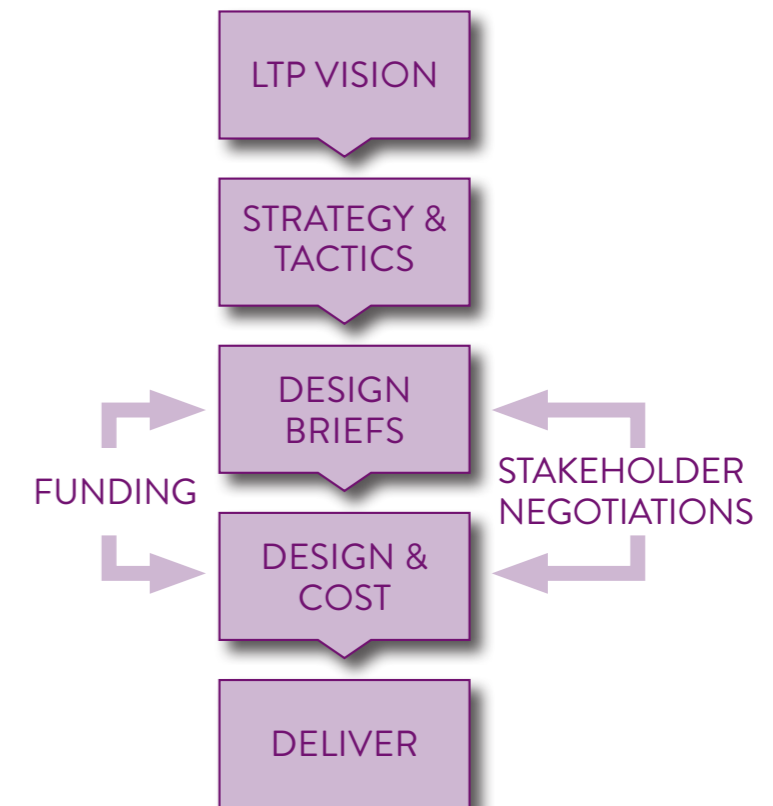 LTP VISION
STRATEGY &
TACTICS
DESIGN
BRIEFS
FUNDING
STAKEHOLDER
NEGOTIATIONS
DESIGN &
COST
DELIVER